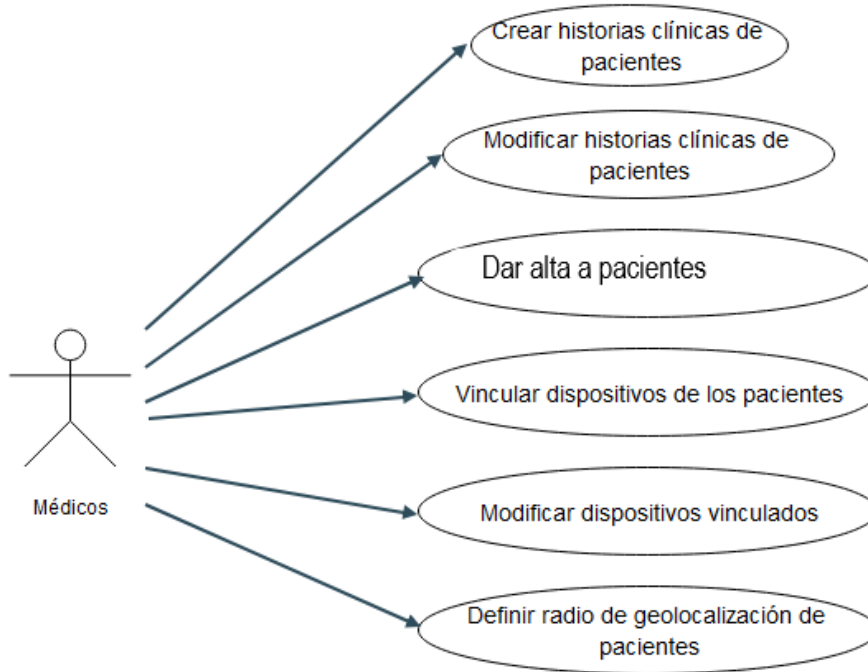 Crear historias clínicas de
pacientes
Modificar historias clínicas de
pacientes
Dar alta a pacientes
Vincular dispositivos de los pacientes
Médicos
Modificar dispositivos vinculados
Definir radio de geolocalización de
pacientes